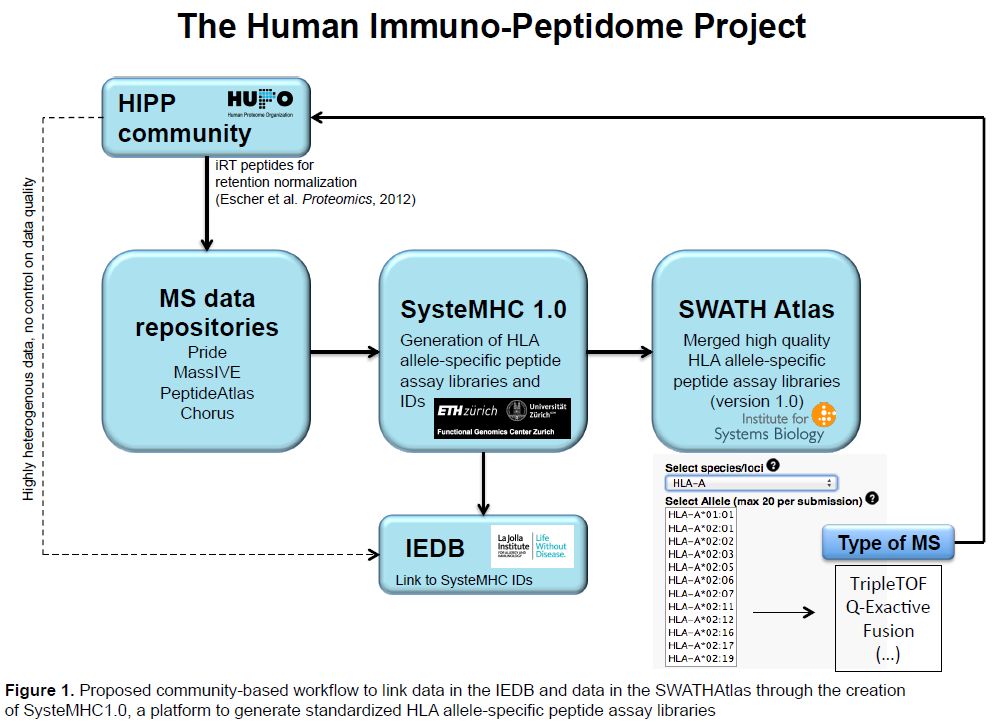 The Human Immuno-Peptidome Project
HIPP
community
HUPO
Human Proteome Organization
iRT peptides for
retention normalization
(Escher et al. Proteomics, 2012)
Highly heterogenous data, no control on data quality
MS data
repositories
Pride
MassIVE
PeptideAtlas
Chorus
SysteMHC 1.0
Generation of HLA
allele-specific peptide
assay libraries and
IDs
ETH zürich
Universität
Zürich
Functional Genomics Center Zurich
SWATH Atlas
Merged high quality
HLA allele-specific
peptide assay libraries
(version 1.0)
Institute for
Systems Biology
IEDB
La Jolla
Institute
FOR ALLERGY AND
IMMUNOLOGY
Life
Without
Disease.
Link to SysteMHC IDs
Select species/loci ?
HLA-A
Select Allele (max 20 per submission) ?
HLA-A*01:01
HLA-A*02:01
HLA-A*02:02
HLA-A*02:03
HLA-A*02:05
HLA-A*02:06
HLA-A*02:07
HLA-A*02:11
HLA-A*02:12
HLA-A*02:16
HLA-A*02:17
HLA-A*02:19
Type of MS
TripleTOF
Q-Exactive
Fusion
(...)
Figure 1. Proposed community-based workflow to link data in the IEDB and data in the SWATHAtlas through the creation
of SysteMHC1.0, a platform to generate standardized HLA allele-specific peptide assay libraries